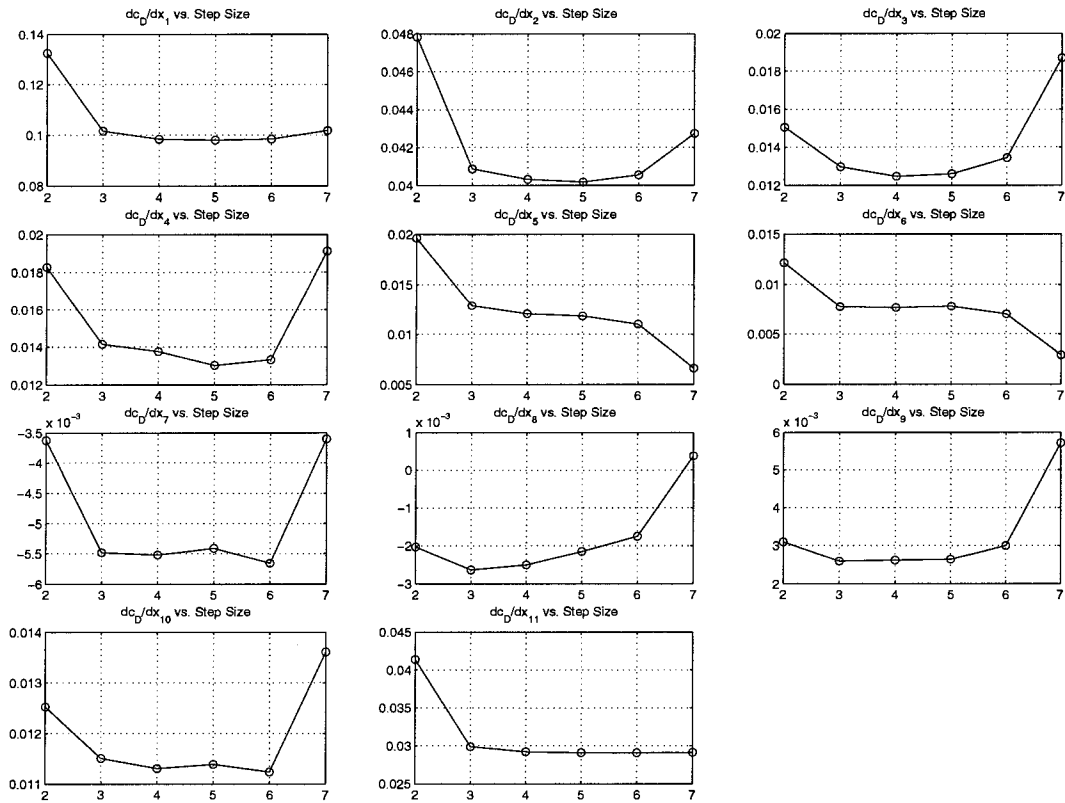 dc_D/dx_1 vs. Step Size
dc_D/dx_2 vs. Step Size
dc_D/dx_3 vs. Step Size
0.14
0.12
0.1
0.08
2 3 4 5 6 7
0.048
0.046
0.044
0.042
0.04
2 3 4 5 6 7
0.02
0.018
0.016
0.014
0.012
2 3 4 5 6 7
dc_D/dx_4 vs. Step Size
dc_D/dx_5 vs. Step Size
dc_D/dx_6 vs. Step Size
0.02
0.018
0.016
0.014
0.012
2 3 4 5 6 7
0.02
0.015
0.01
0.005
2 3 4 5 6 7
0.015
0.01
0.005
0
2 3 4 5 6 7
x 10^-3 dc_D/dx_7 vs. Step Size
x 10^-3 dc_D/dx_8 vs. Step Size
x 10^-3 dc_D/dx_9 vs. Step Size
-3.5
-4
-4.5
-5
-5.5
-6
2 3 4 5 6 7
1
0
-1
-2
-3
2 3 4 5 6 7
6
5
4
3
2
2 3 4 5 6 7
dc_D/dx_10 vs. Step Size
dc_D/dx_11 vs. Step Size
0.014
0.013
0.012
0.011
2 3 4 5 6 7
0.045
0.04
0.035
0.03
0.025
2 3 4 5 6 7